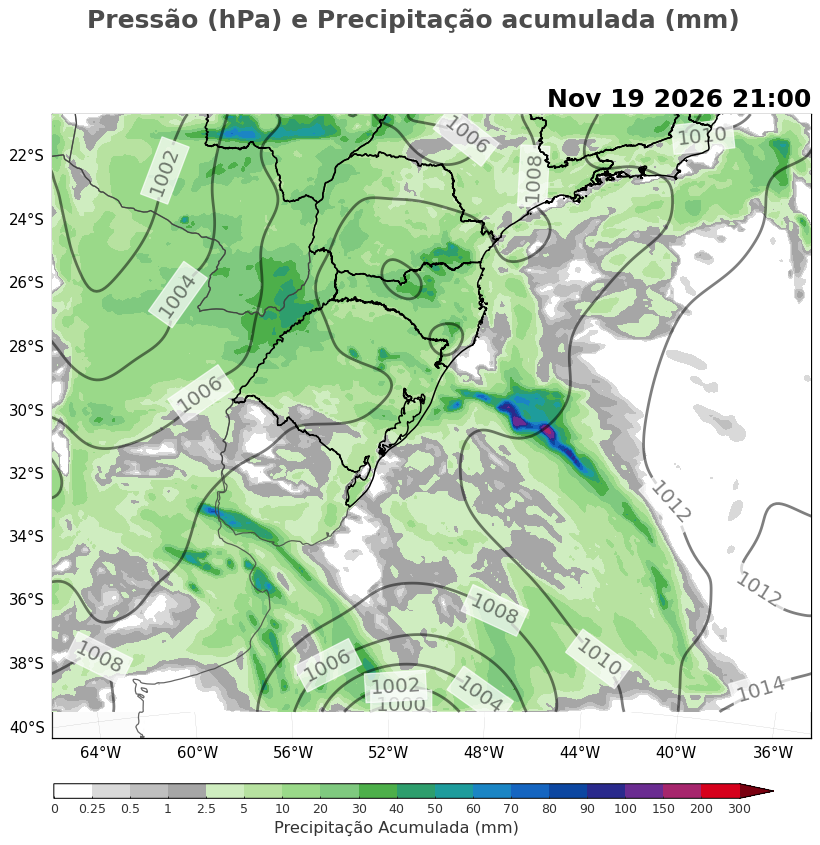 Pressão (hPa) e Precipitação acumulada (mm)
Nov 19 2026 21:00
1006
1010
22°S
1002
1008
24°S
26°S
1004
28°S
1006
30°S
32°S
1012
34°S
36°S
1012
1008
1008
1010
38°S
1006
1002
1004
1014
1000
40°S
64°W 60°W 56°W 52°W 48°W 44°W 40°W 36°W
0 0.25 0.5 1 2.5 5 10 20 30 40 50 60 70 80 90 100 150 200 300
Precipitação Acumulada (mm)